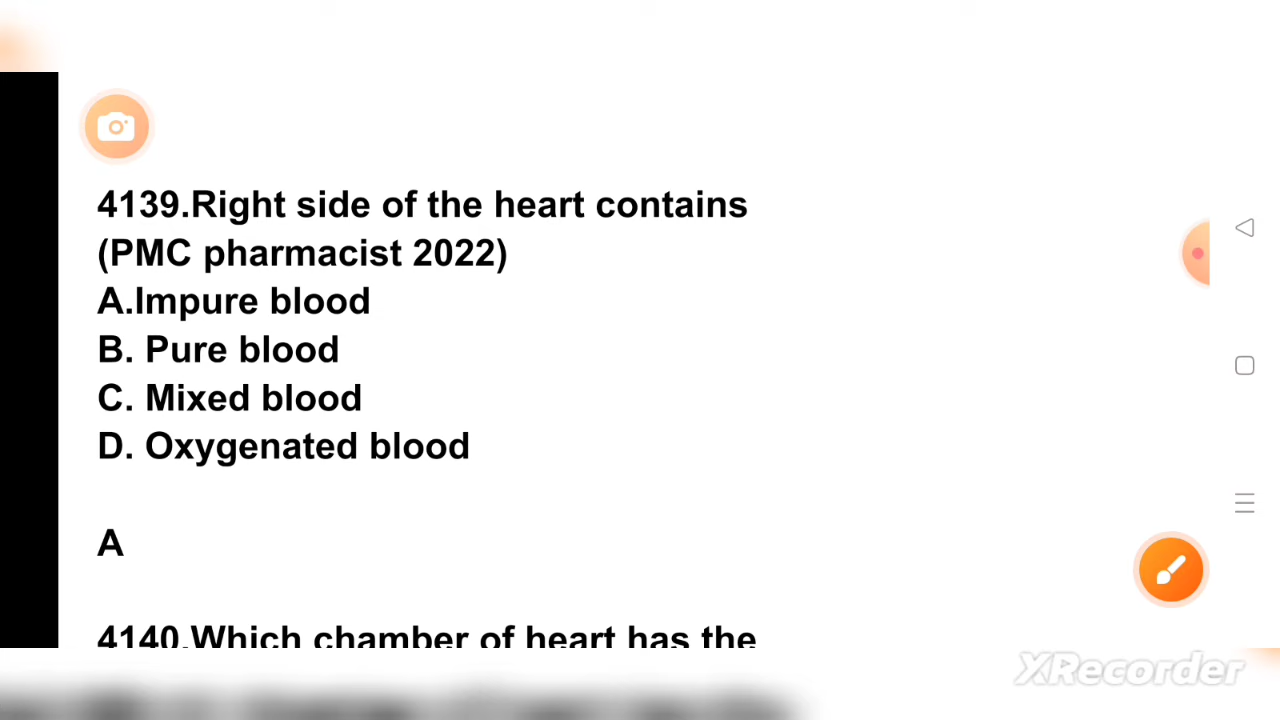 4139.Right side of the heart contains
(PMC pharmacist 2022)
A.Impure blood
B. Pure blood
C. Mixed blood
D. Oxygenated blood
A
4140.Which chamber of heart has the
XRecorder